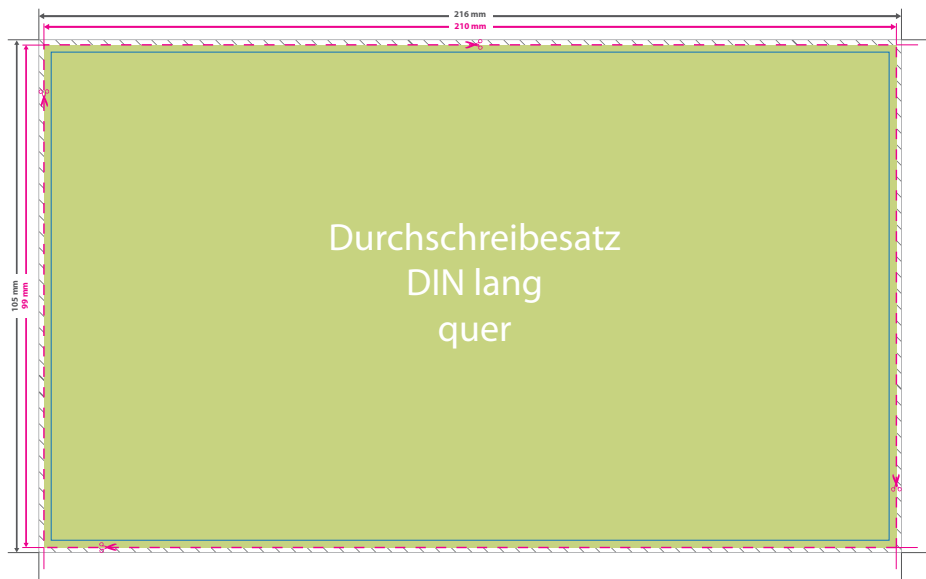 216 mm
210 mm
105 mm
99 mm
Durchschreibesatz
DIN lang
quer